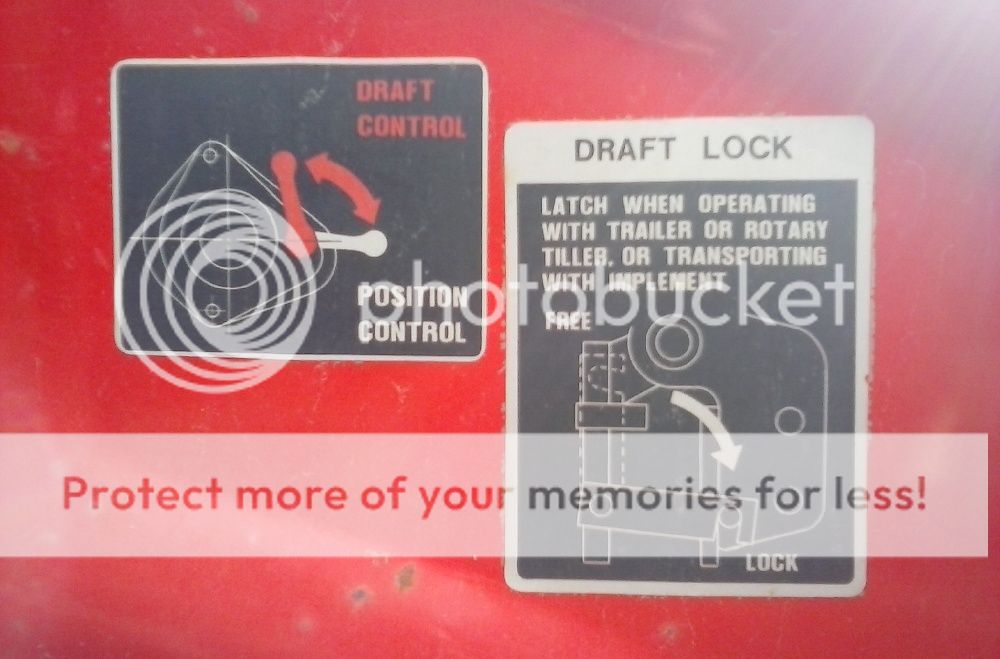 DRAFT
CONTROL
POSITION
CONTROL
DRAFT LOCK
LATCH WHEN OPERATING
WITH TRAILER OR ROTARY
TILLER, OR TRANSPORTING
WITH IMPLEMENT
FREE
LOCK
photobucket
Protect more of your memories for less!